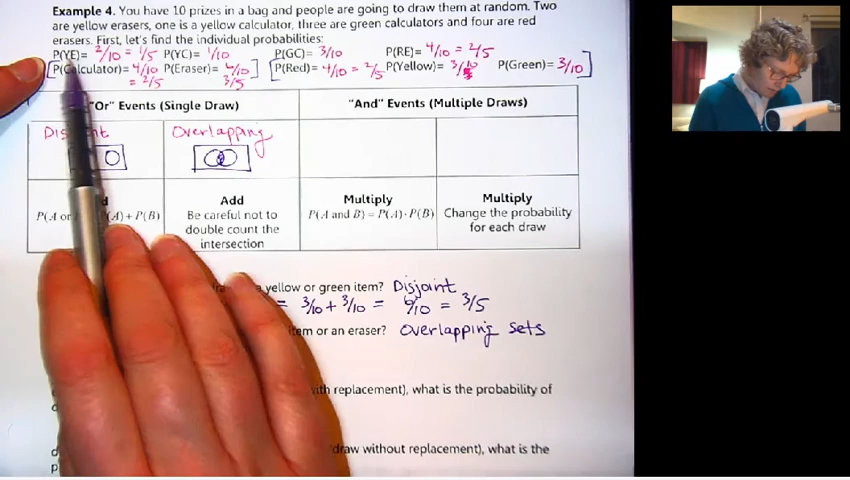 Example 4. You have 10 prizes in a bag and people are going to draw them at random. Two
are yellow erasers, one is a yellow calculator, three are green calculators and four are red
erasers. First, let's find the individual probabilities:
P(YE)= 2/10 = 1/5 P(YC)= 1/10 P(GC)= 3/10 P(RE)= 4/10 = 2/5
P(Calculator)= 4/10 = 2/5 P(Eraser)= 6/10 3/5 P(Red)= 4/10 = 2/5 P(Yellow)= 3/10 P(Green)= 3/10
"Or" Events (Single Draw) "And" Events (Multiple Draws)
Overlapping
Add Multiply Multiply
P(A or P(A) + P(B) Be careful not to P(A and B) = P(A) · P(B) Change the probability
double count the for each draw
intersection
a yellow or green item? Disjoint
= 3/10 + 3/10 = 6/10 = 3/5
item or an eraser? Overlapping sets
with replacement), what is the probability of
draw without replacement), what is the